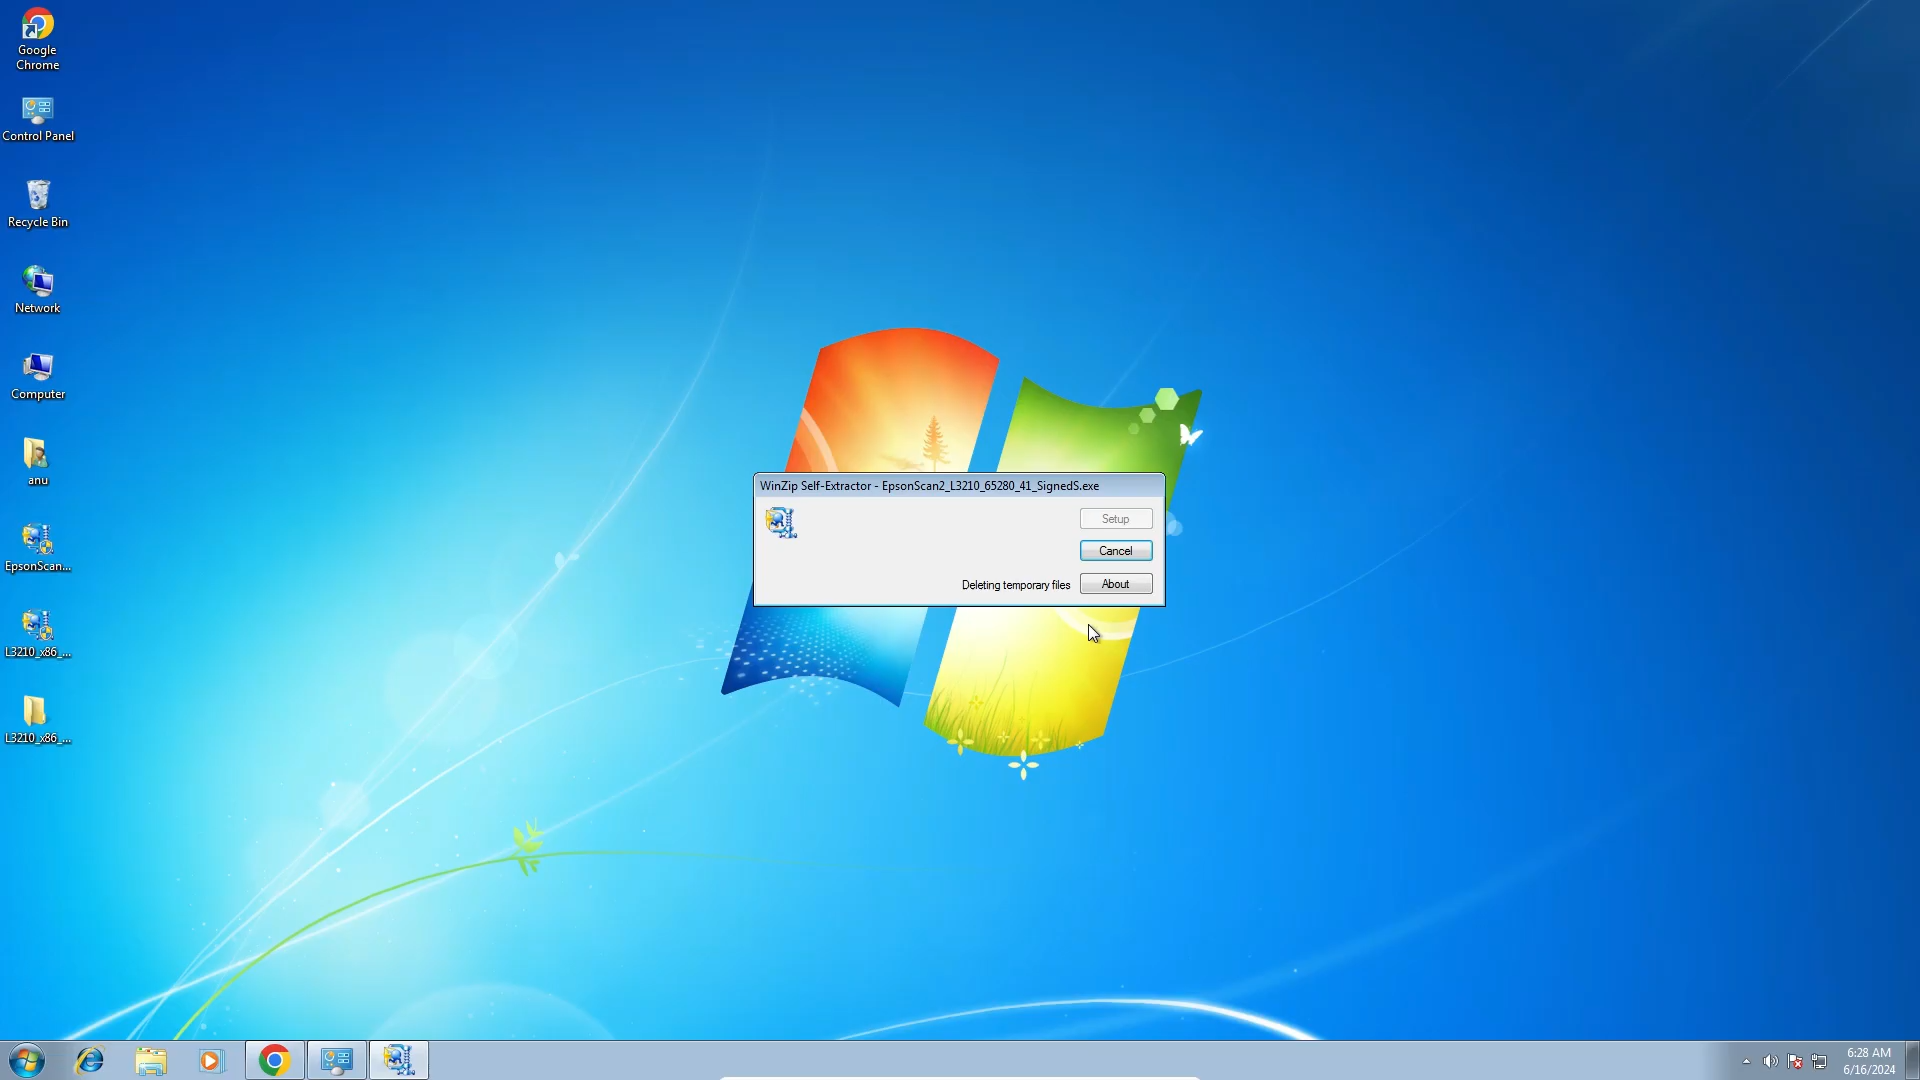 Google
Chrome
Control Panel
Recycle Bin
Network
Computer
anu
EpsonScan...
L3210_x86_...
L3210_x86_...
WinZip Self-Extractor - EpsonScan2_L3210_65280_41_SignedS.exe
Setup
Cancel
Deleting temporary files
About
6:28 AM
6/16/2024